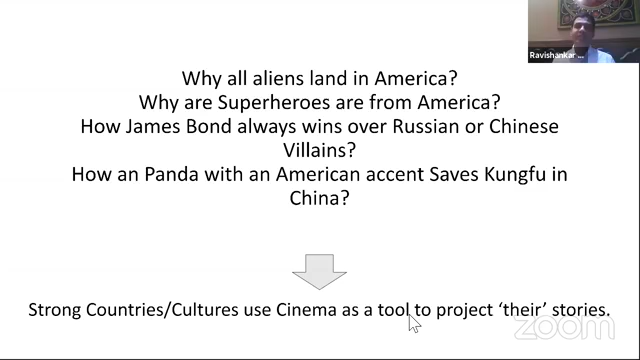 Ravishankar ...
Why all aliens land in America?
Why are Superheroes are from America?
How James Bond always wins over Russian or Chinese
Villains?
How an Panda with an American accent Saves Kungfu in
China?
Strong Countries/Cultures use Cinema as a tool to project ‘their’ stories.
zoom